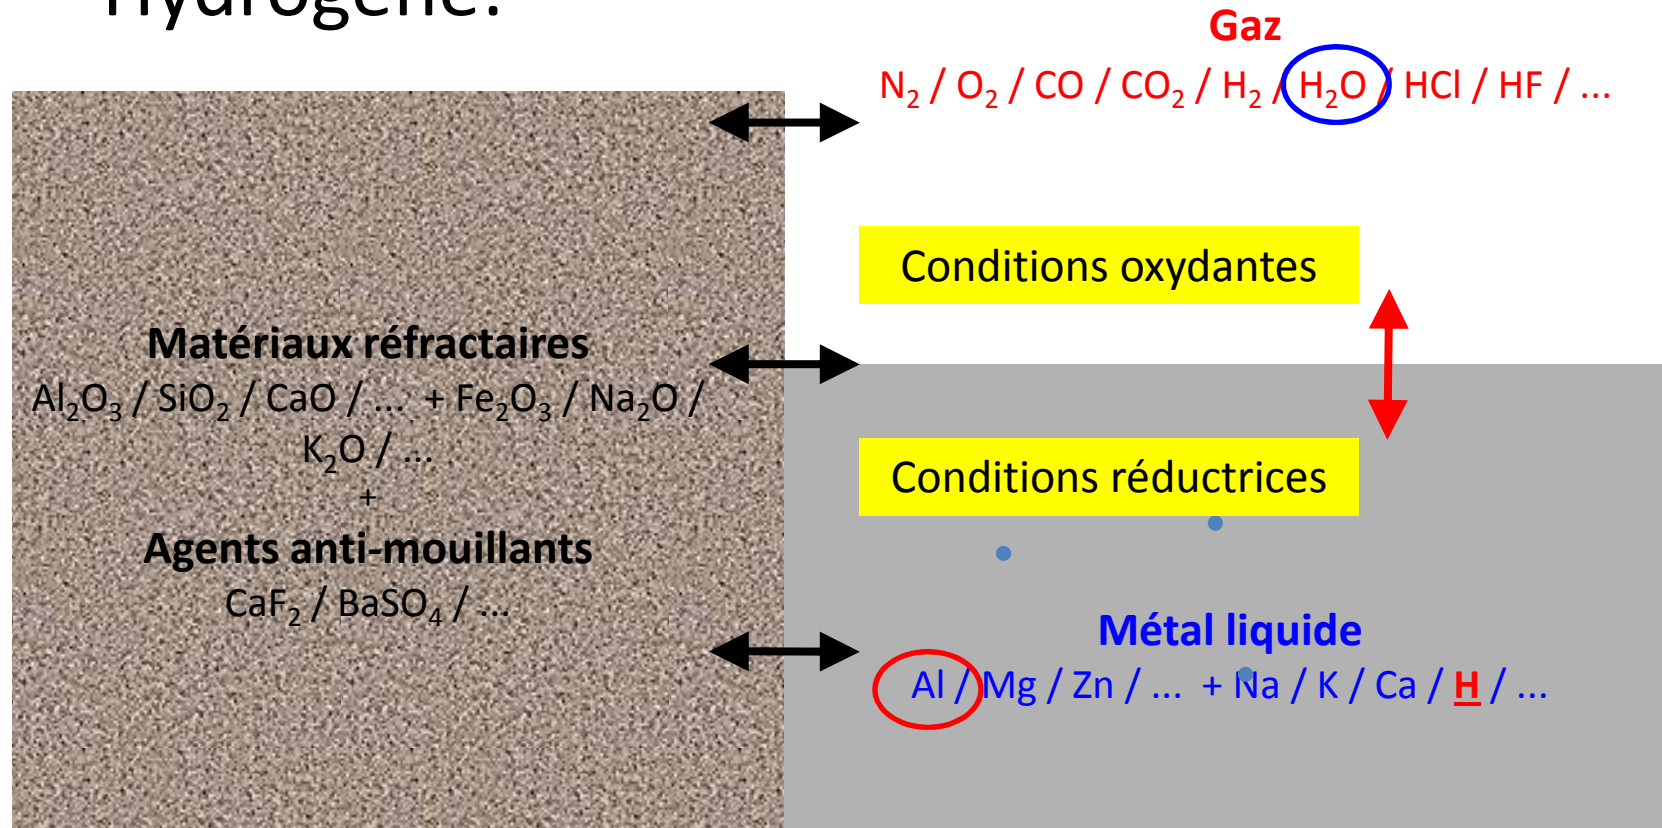 Hydrogène:
Gaz
N₂ / O₂ / CO / CO₂ / H₂ / H₂O / HCl / HF / ...
Conditions oxydantes
Matériaux réfractaires
Al₂O₃ / SiO₂ / CaO / ... + Fe₂O₃ / Na₂O /
K₂O / ...
+
Agents anti-mouillants
CaF₂ / BaSO₄ / ...
Conditions réductrices
Métal liquide
Al / Mg / Zn / ... + Na / K / Ca / H / ...